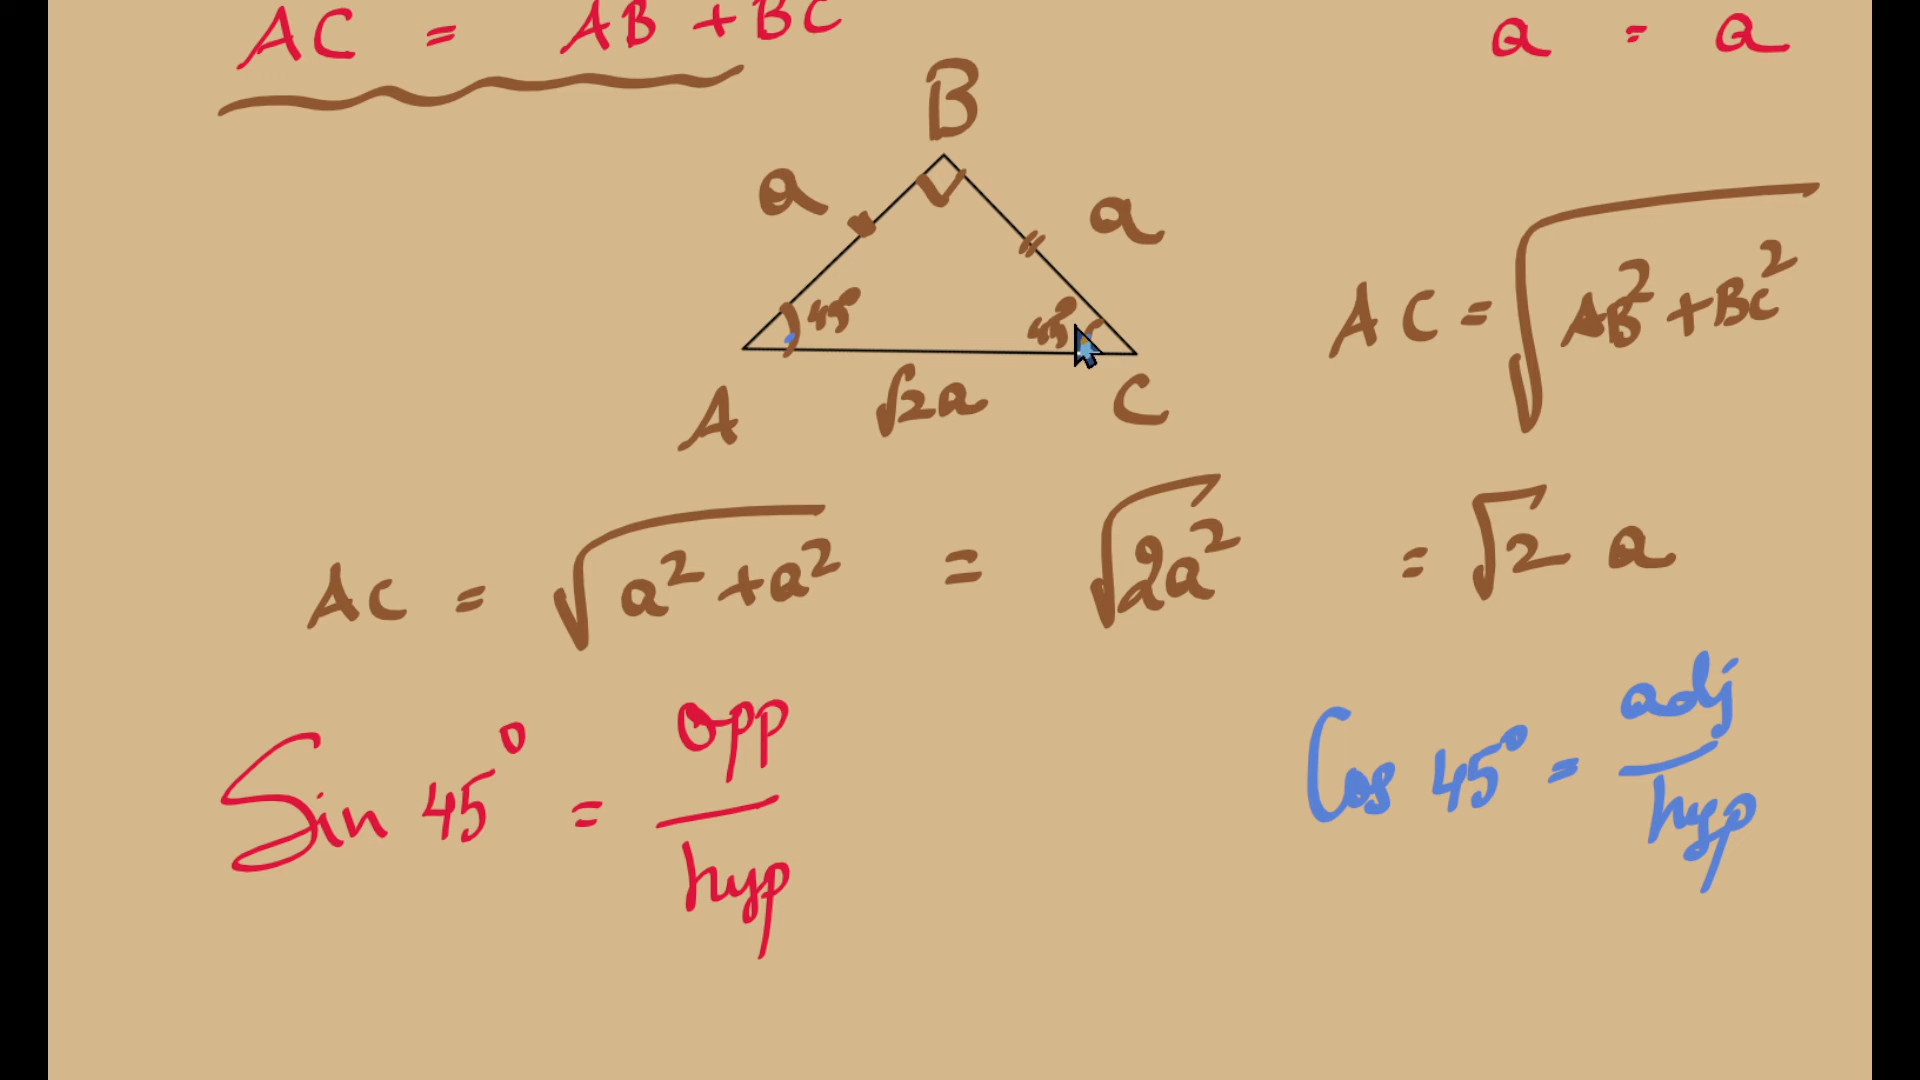 AC = AB + BC
a = a
B
a
a
45°
45°
A
√2a
C
AC = √AB² + BC²
AC = √a² + a² = √2a² = √2 a
Sin 45° = opp / hyp
Cos 45° = adj / hyp